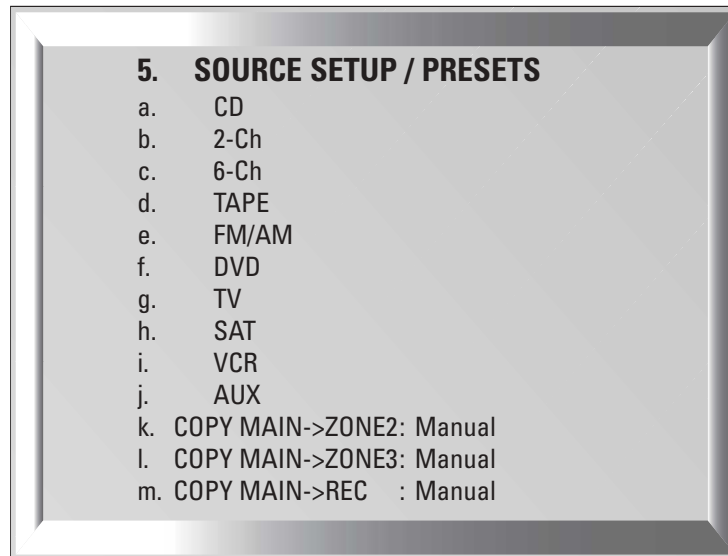 5. SOURCE SETUP / PRESETS
a. CD
b. 2-Ch
c. 6-Ch
d. TAPE
e. FM/AM
f. DVD
g. TV
h. SAT
i. VCR
j. AUX
k. COPY MAIN->ZONE2: Manual
l. COPY MAIN->ZONE3: Manual
m. COPY MAIN->REC : Manual